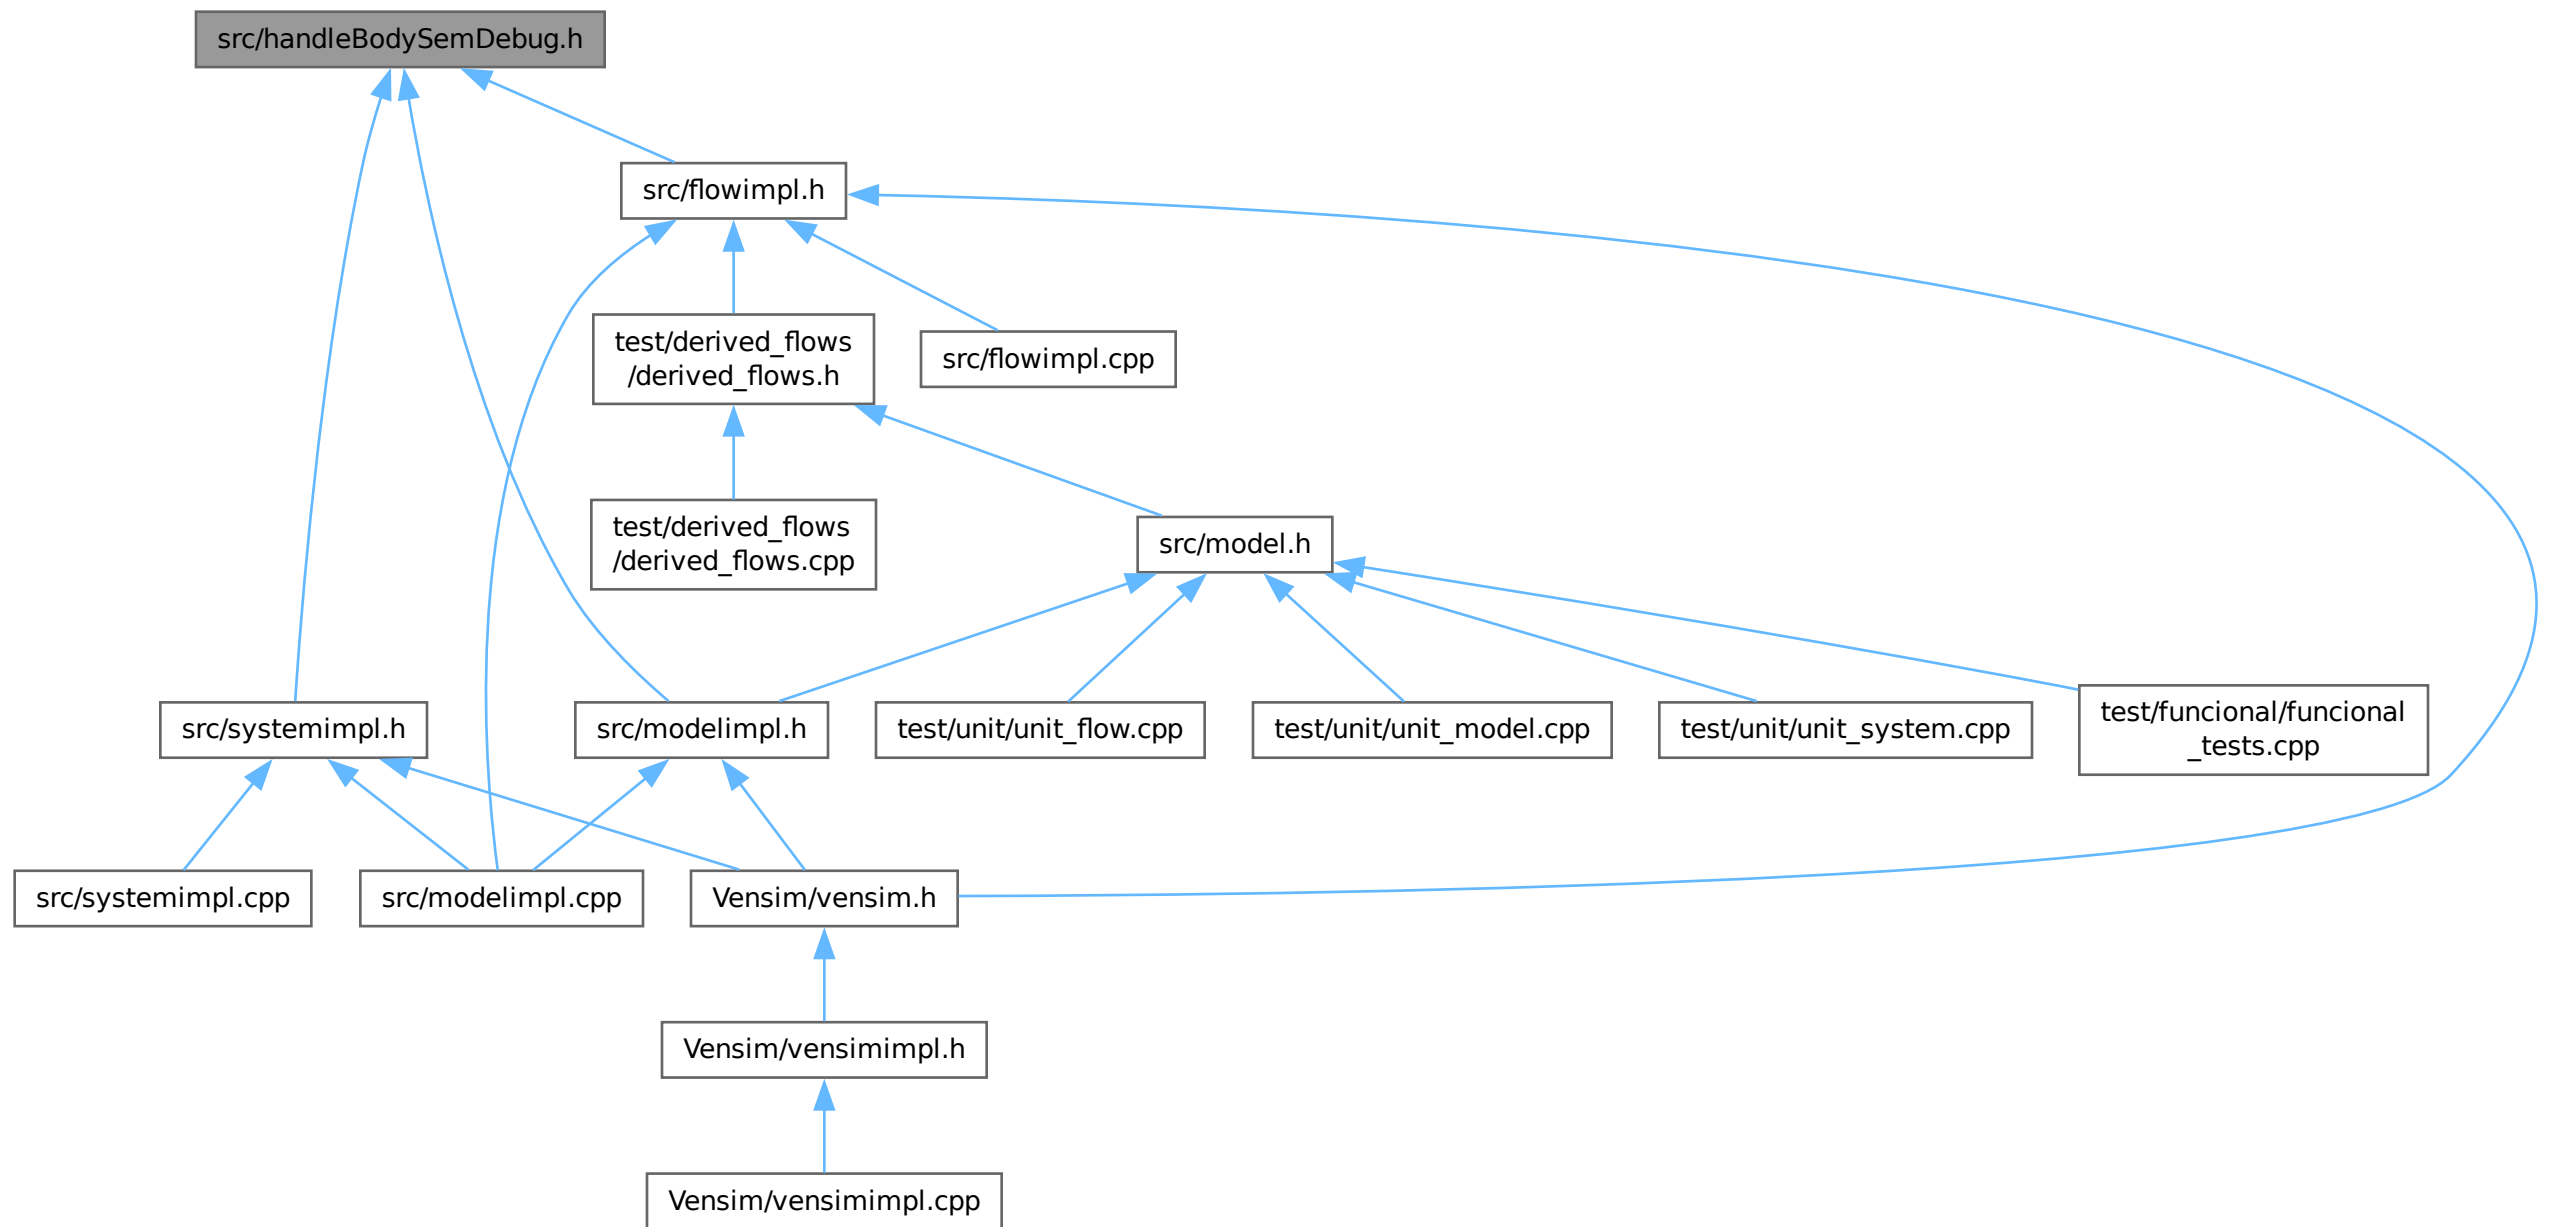 src/handleBodySemDebug.h
src/flowimpl.h
test/derived_flows
/derived_flows.h
src/flowimpl.cpp
test/derived_flows
/derived_flows.cpp
src/model.h
src/systemimpl.h
src/modelimpl.h
test/unit/unit_flow.cpp
test/unit/unit_model.cpp
test/unit/unit_system.cpp
test/funcional/funcional
_tests.cpp
src/systemimpl.cpp
src/modelimpl.cpp
Vensim/vensim.h
Vensim/vensimimpl.h
Vensim/vensimimpl.cpp